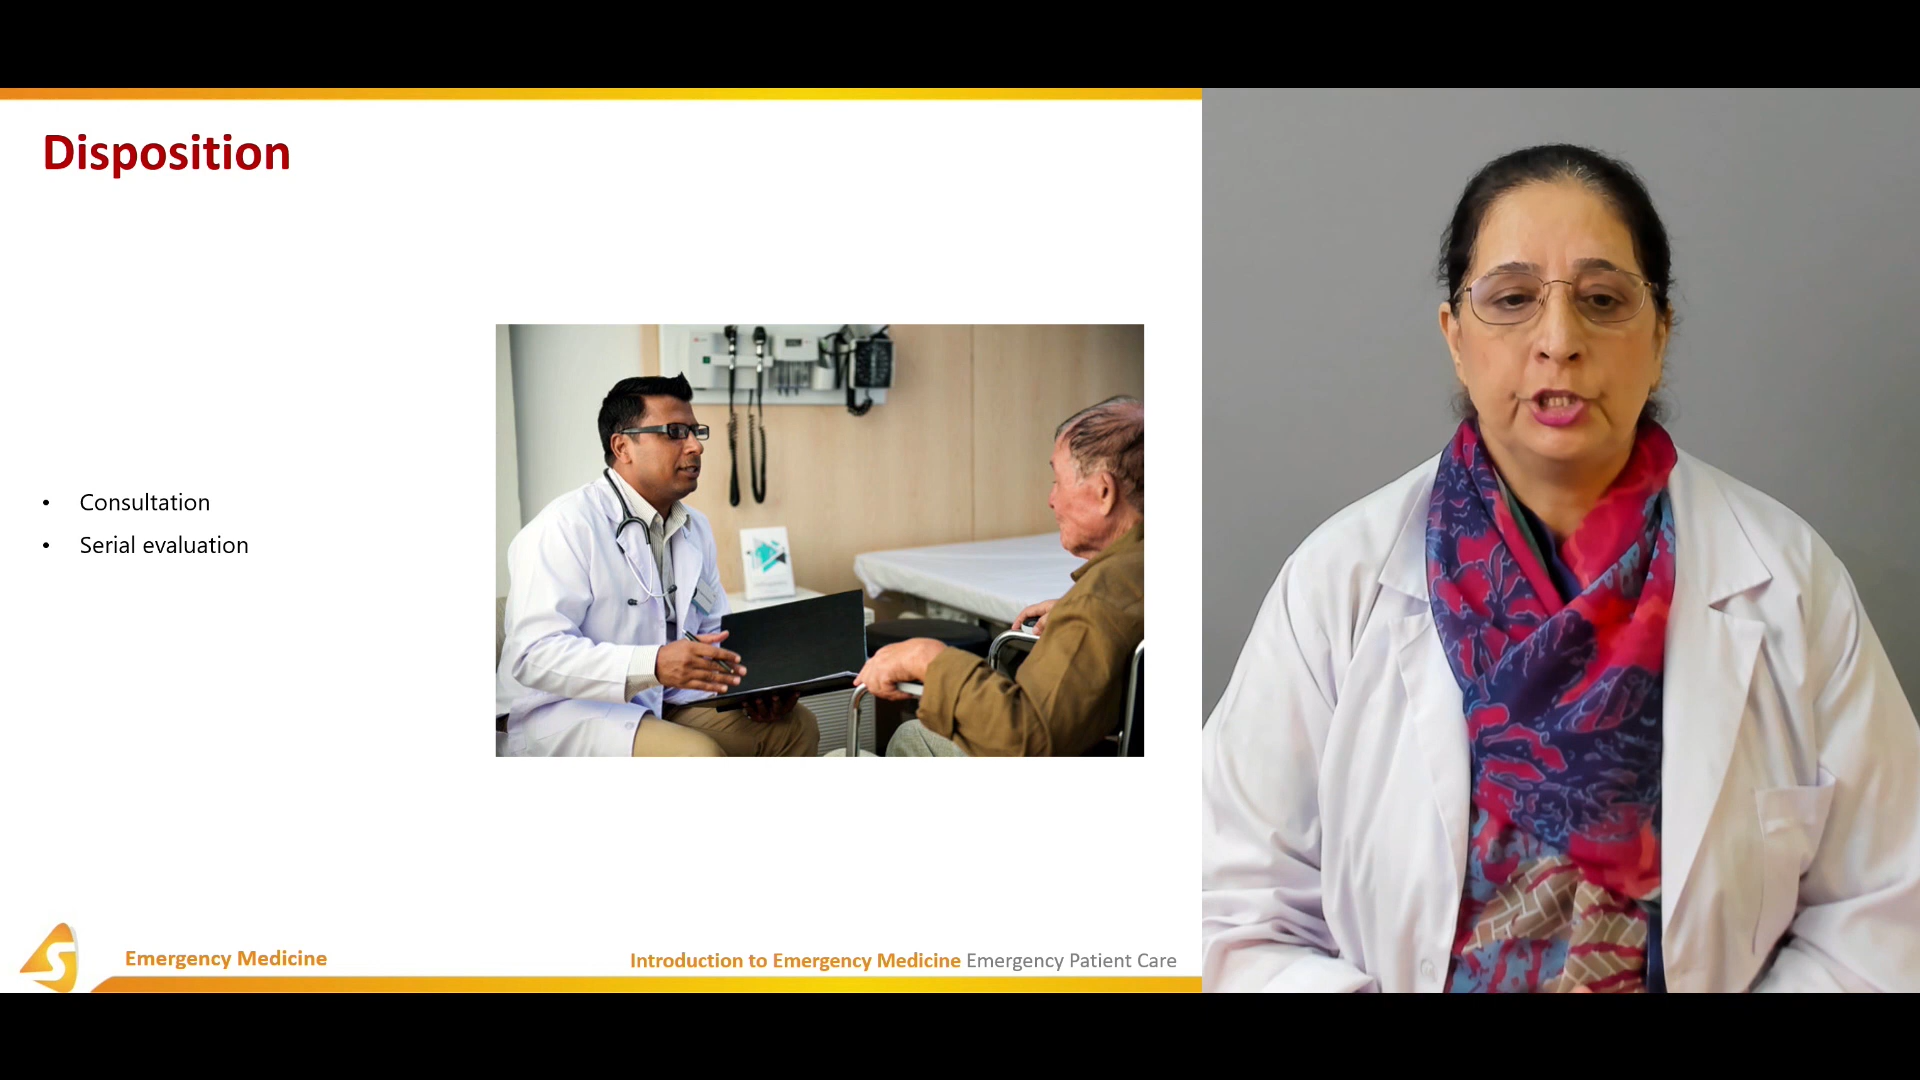 Disposition
• Consultation
• Serial evaluation
Emergency Medicine
Introduction to Emergency Medicine Emergency Patient Care